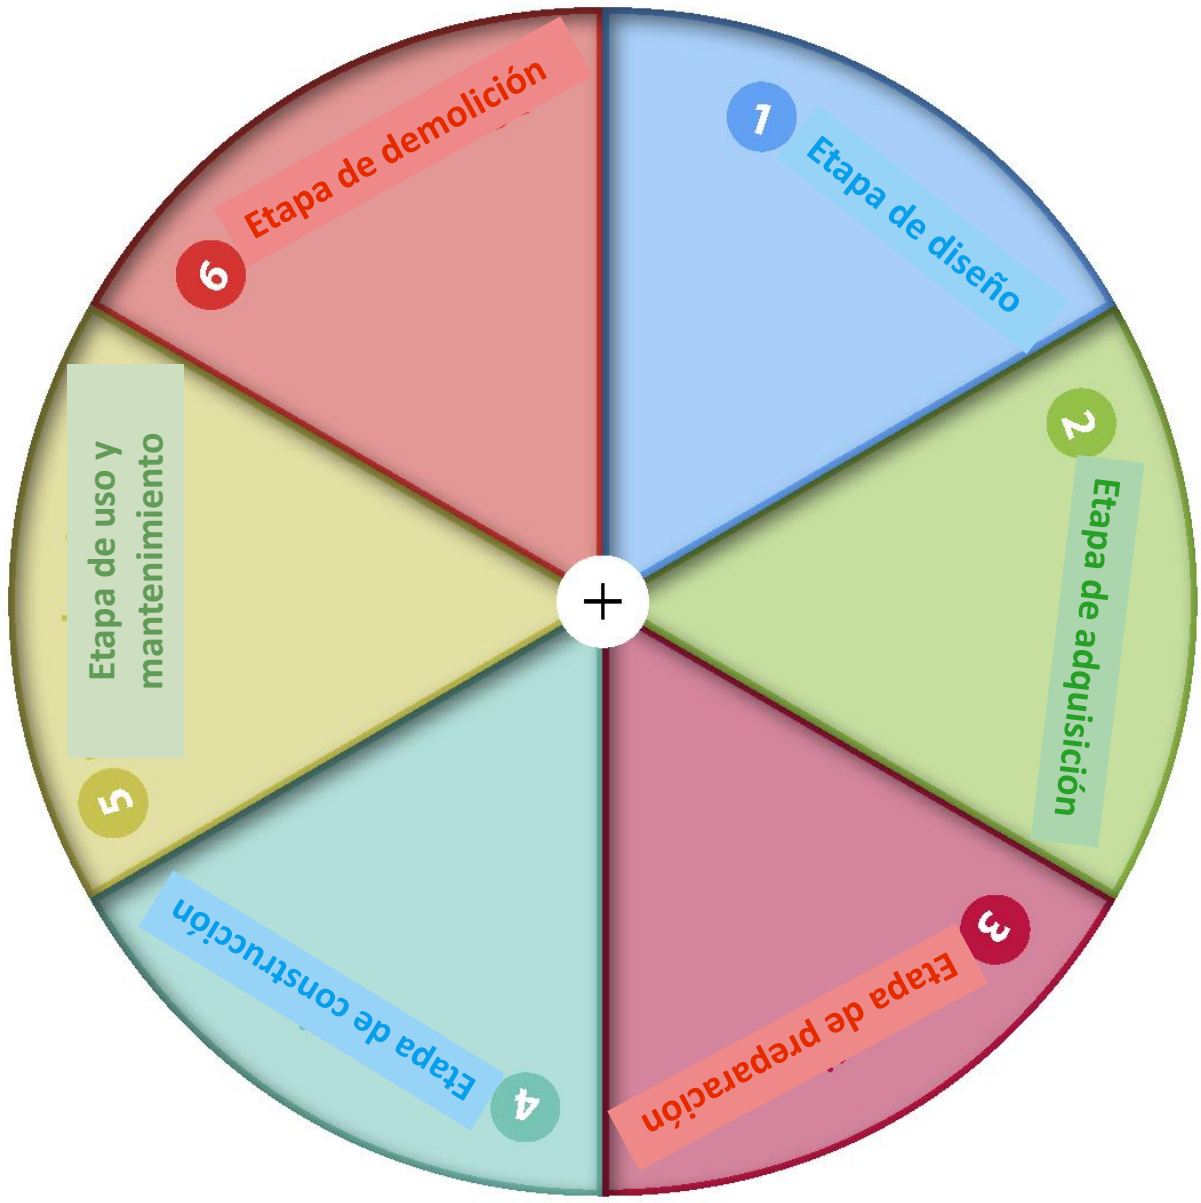 1
Etapa de diseño
2
Etapa de adquisición
3
Etapa de preparación
4
Etapa de construcción
5
Etapa de uso y
mantenimiento
6
Etapa de demolición